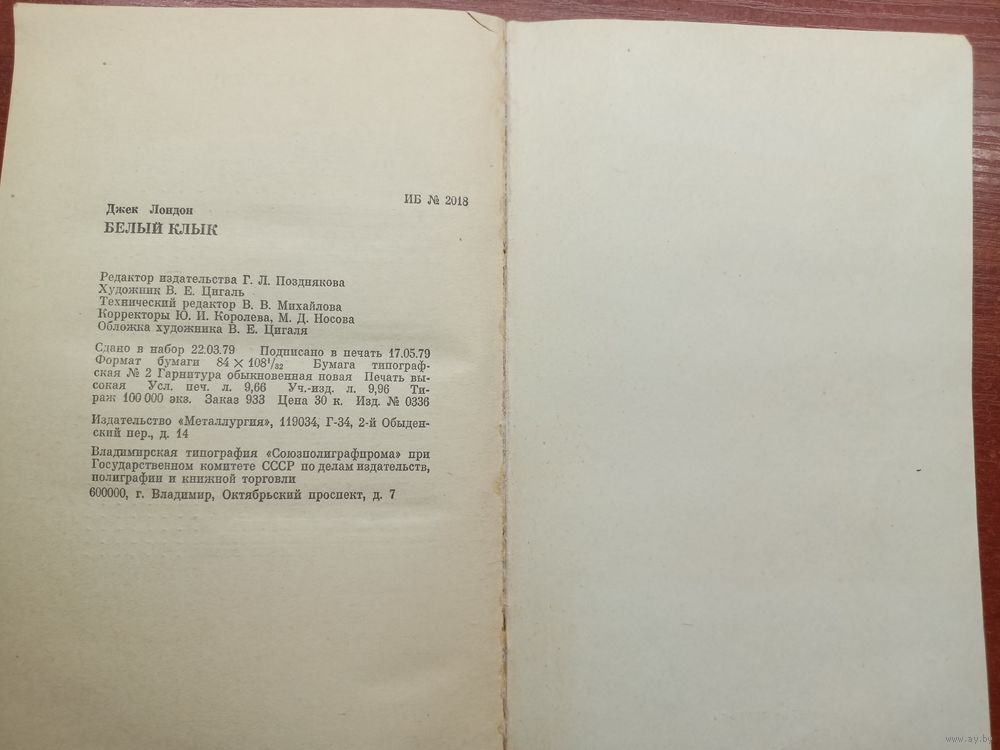 ИБ № 2018
Джек Лондон
БЕЛЫЙ КЛЫК
Редактор издательства Г. Л. Позднякова
Художник В. Е. Цигаль
Технический редактор В. В. Михайлова
Корректоры Ю. И. Королева, М. Д. Носова
Обложка художника В. Е. Цигаля
Сдано в набор 22.03.79 Подписано в печать 17.05.79
Формат бумаги 84 × 108¹/₃₂ Бумага типограф-
ская № 2 Гарнитура обыкновенная новая Печать вы-
сокая Усл. печ. л. 9,66 Уч.-изд. л. 9,96 Ти-
раж 100 000 экз. Заказ 933 Цена 30 к. Изд. № 0336
Издательство «Металлургия», 119034, Г-34, 2-й Обыден-
ский пер., д. 14
Владимирская типография «Союзполиграфпрома» при
Государственном комитете СССР по делам издательств,
полиграфии и книжной торговли
600000, г. Владимир, Октябрьский проспект, д. 7
www.ay.by